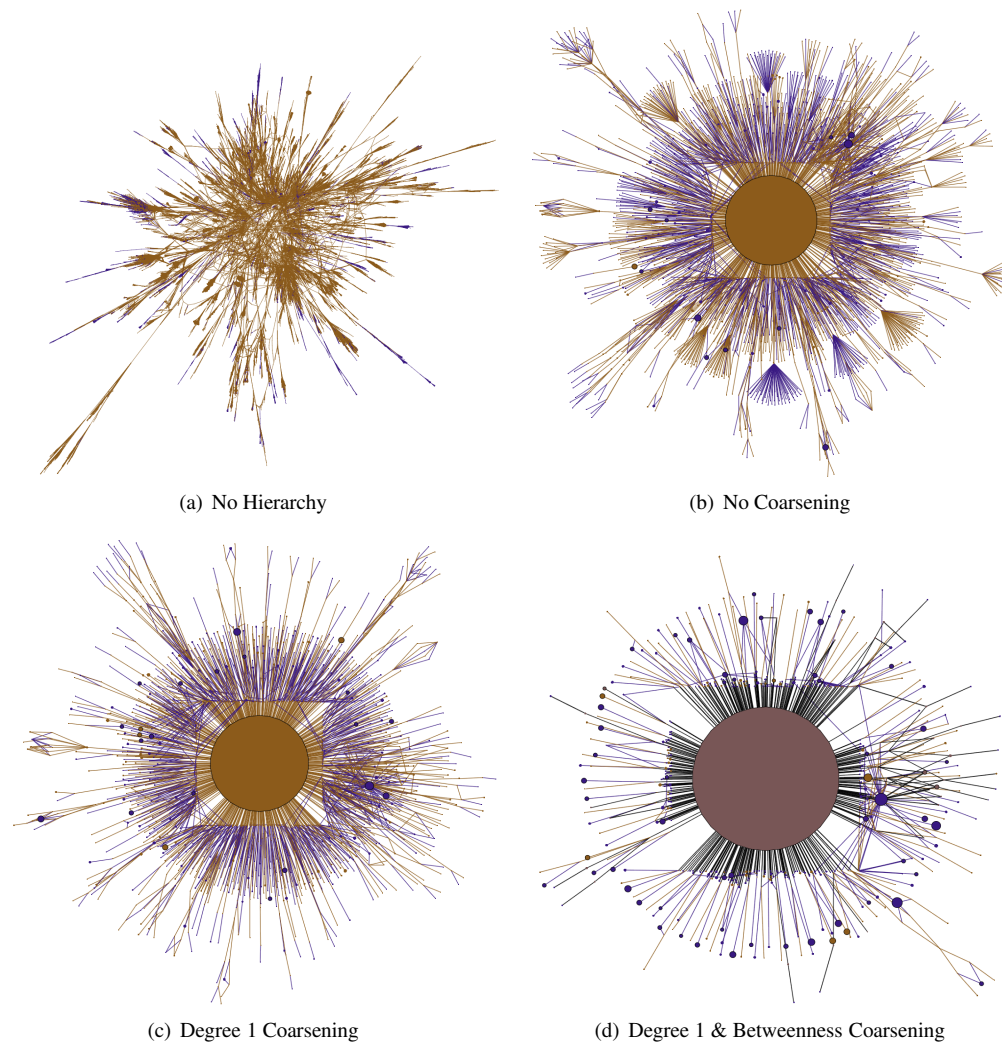 (a) No Hierarchy
(b) No Coarsening
(c) Degree 1 Coarsening
(d) Degree 1 & Betweenness Coarsening